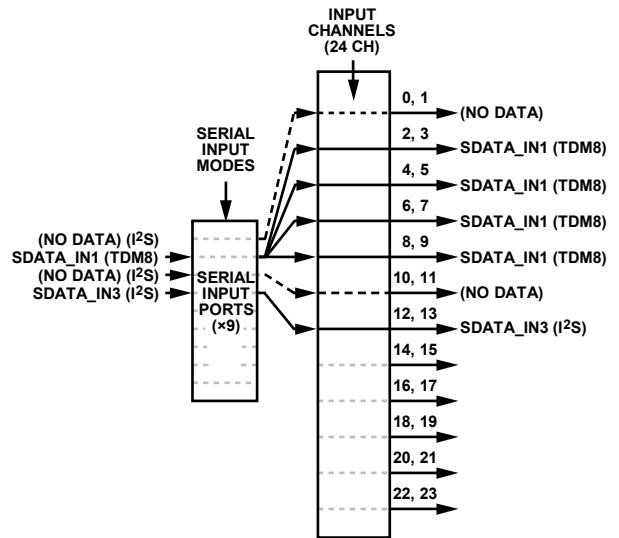 INPUT
CHANNELS
(24 CH)
SERIAL
INPUT
MODES
0, 1
(NO DATA)
2, 3
SDATA_IN1 (TDM8)
4, 5
SDATA_IN1 (TDM8)
6, 7
SDATA_IN1 (TDM8)
8, 9
SDATA_IN1 (TDM8)
10, 11
(NO DATA)
12, 13
SDATA_IN3 (I²S)
14, 15
16, 17
18, 19
20, 21
22, 23
(NO DATA) (I²S)
SDATA_IN1 (TDM8)
(NO DATA) (I²S)
SDATA_IN3 (I²S)
SERIAL
INPUT
PORTS
(×9)